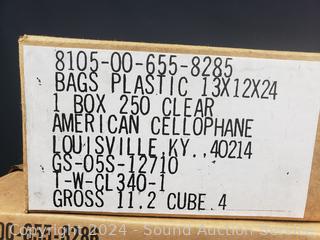 8105-00-655-8285
BAGS PLASTIC 13X12X24
1 BOX 250 CLEAR
AMERICAN CELLOPHANE
LOUISVILLE,KY.,40214
GS-05S-12710
I-W-CL340-1
GROSS 11.2 CUBE.4
Copyright 2024 - Sound Auction Service